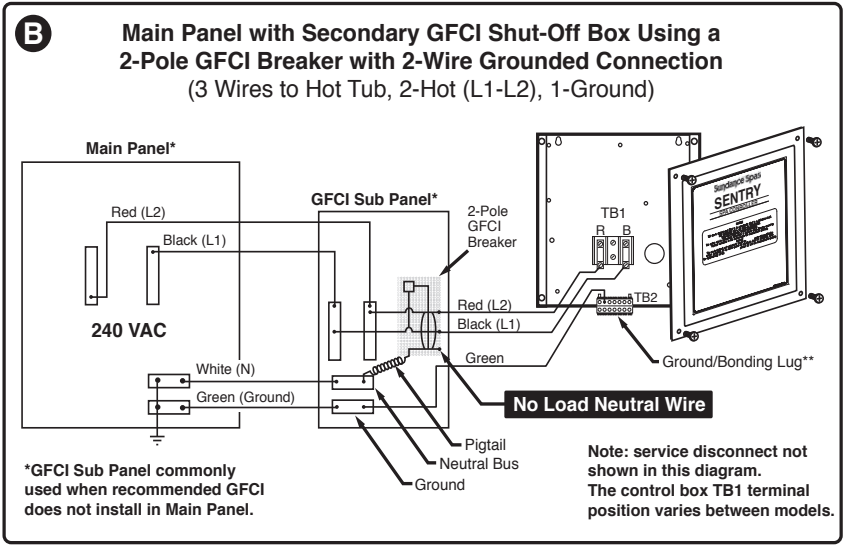 B
Main Panel with Secondary GFCI Shut-Off Box Using a
2-Pole GFCI Breaker with 2-Wire Grounded Connection
(3 Wires to Hot Tub, 2-Hot (L1-L2), 1-Ground)
Main Panel*
Red (L2)
Black (L1)
240 VAC
White (N)
Green (Ground)
GFCI Sub Panel*
2-Pole
GFCI
Breaker
Red (L2)
Black (L1)
Green
TB1
R B
TB2
Sundance Spas
SENTRY
SPA CONTROLLER
Ground/Bonding Lug**
No Load Neutral Wire
Pigtail
Neutral Bus
Ground
*GFCI Sub Panel commonly
used when recommended GFCI
does not install in Main Panel.
Note: service disconnect not
shown in this diagram.
The control box TB1 terminal
position varies between models.